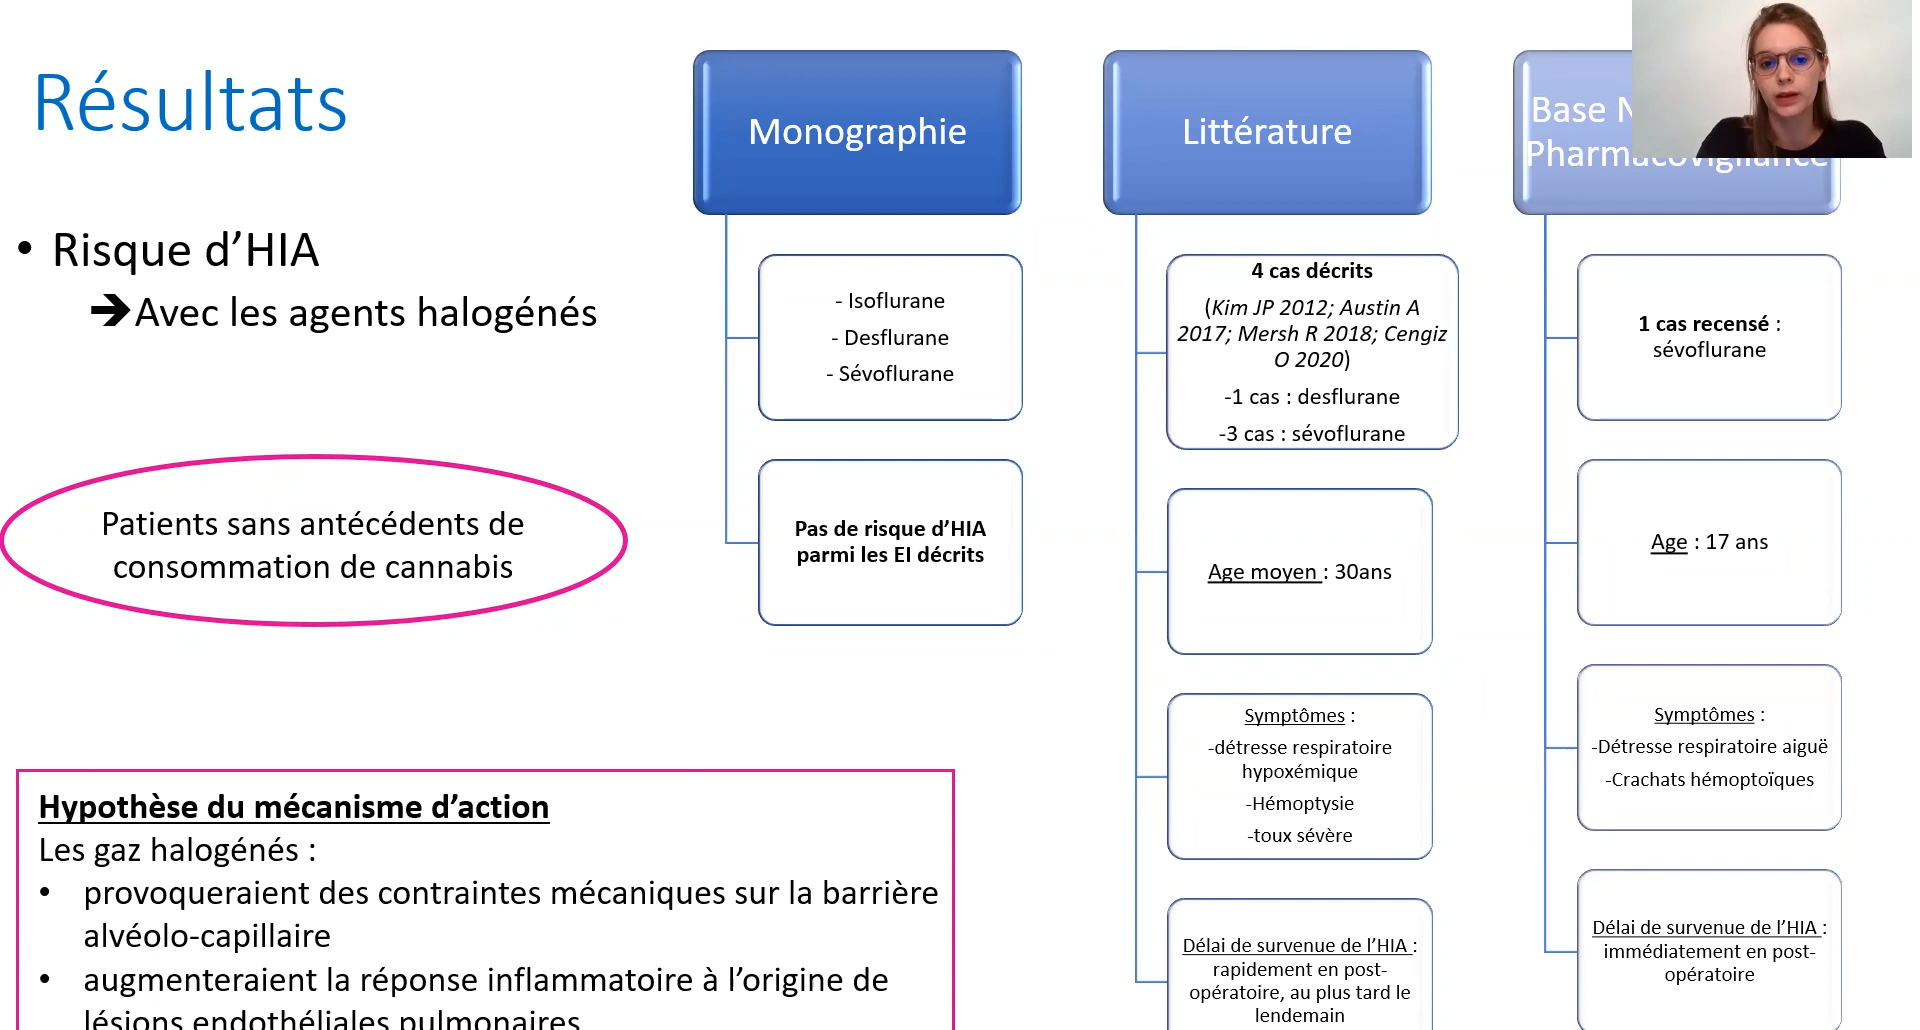 Résultats
• Risque d’HIA
➔Avec les agents halogénés
Patients sans antécédents de
consommation de cannabis
Hypothèse du mécanisme d’action
Les gaz halogénés :
• provoqueraient des contraintes mécaniques sur la barrière
alvéolo-capillaire
• augmenteraient la réponse inflammatoire à l’origine de
lésions endothéliales pulmonaires
Monographie
- Isoflurane
- Desflurane
- Sévoflurane
Pas de risque d’HIA
parmi les EI décrits
Littérature
4 cas décrits
(Kim JP 2012; Austin A
2017; Mersh R 2018; Cengiz
O 2020)
-1 cas : desflurane
-3 cas : sévoflurane
Age moyen : 30ans
Symptômes :
-détresse respiratoire
hypoxémique
-Hémoptysie
-toux sévère
Délai de survenue de l’HIA :
rapidement en post-
opératoire, au plus tard le
lendemain
Base
Pharmacovigilance
1 cas recensé :
sévoflurane
Age : 17 ans
Symptômes :
-Détresse respiratoire aiguë
-Crachats hémoptoïques
Délai de survenue de l’HIA :
immédiatement en post-
opératoire